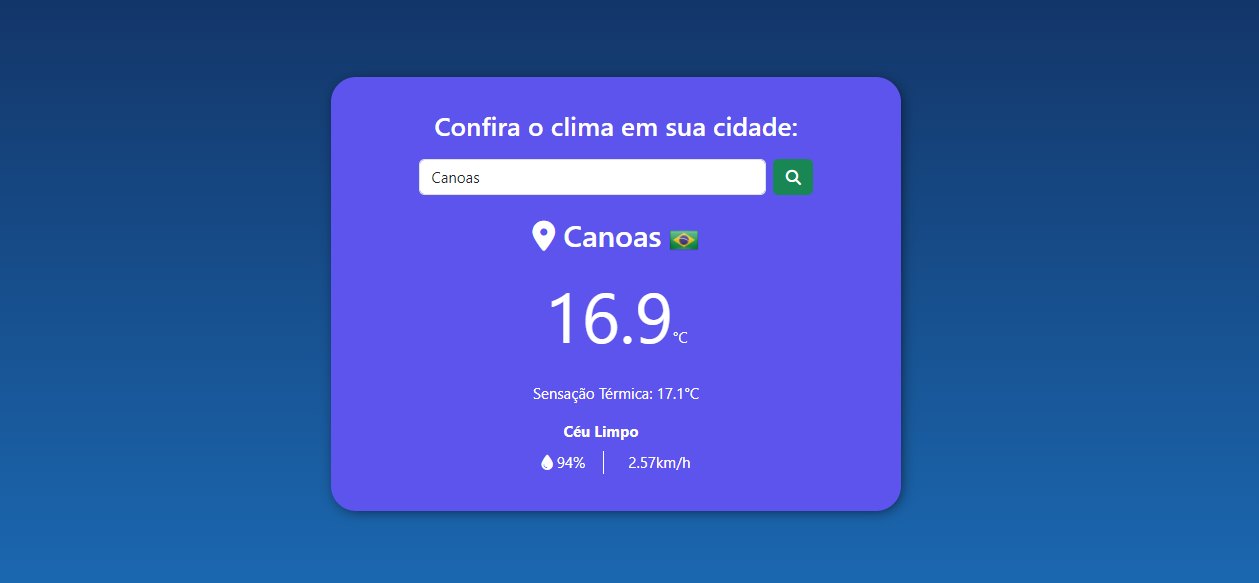 Confira o clima em sua cidade:
Canoas
Canoas
16.9°C
Sensação Térmica: 17.1°C
Céu Limpo
94% 2.57km/h